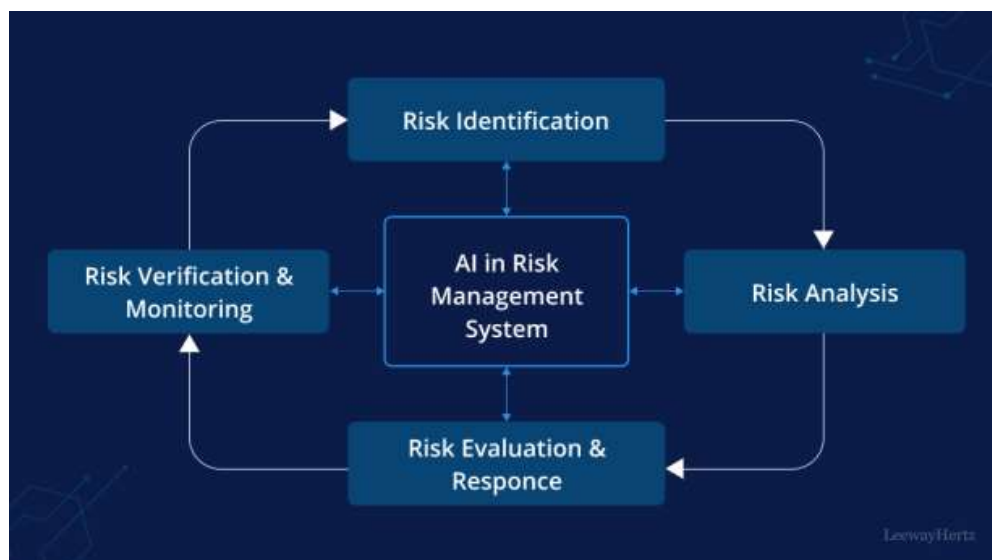 Risk Identification
Risk Verification &
Monitoring
AI in Risk
Management
System
Risk Analysis
Risk Evaluation &
Responce
LeewayHertz